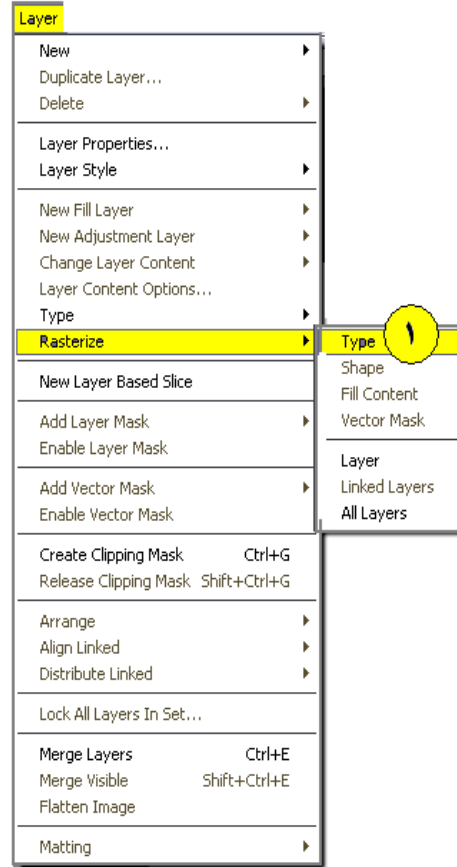 Layer
New
Duplicate Layer...
Delete
Layer Properties...
Layer Style
New Fill Layer
New Adjustment Layer
Change Layer Content
Layer Content Options...
Type
Rasterize
Type ١
Shape
Fill Content
Vector Mask
Layer
Linked Layers
All Layers
New Layer Based Slice
Add Layer Mask
Enable Layer Mask
Add Vector Mask
Enable Vector Mask
Create Clipping Mask Ctrl+G
Release Clipping Mask Shift+Ctrl+G
Arrange
Align Linked
Distribute Linked
Lock All Layers In Set...
Merge Layers Ctrl+E
Merge Visible Shift+Ctrl+E
Flatten Image
Matting